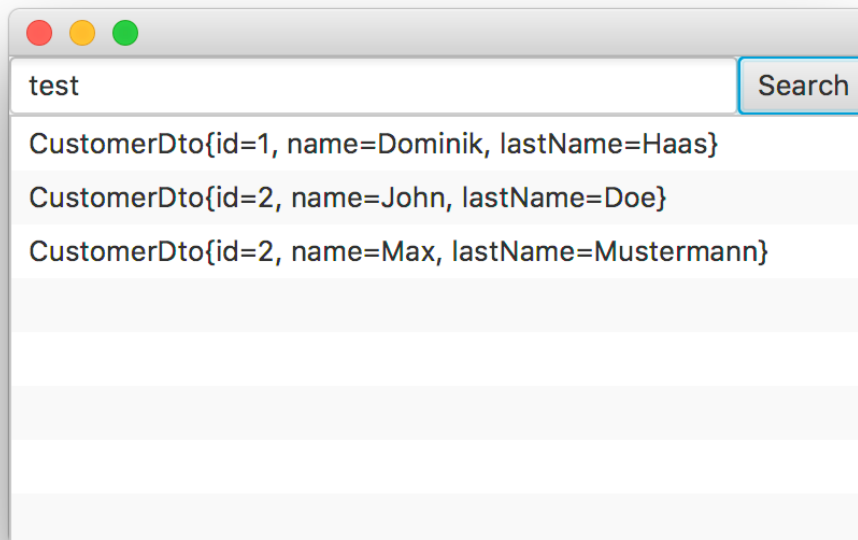 test Search
CustomerDto{id=1, name=Dominik, lastName=Haas}
CustomerDto{id=2, name=John, lastName=Doe}
CustomerDto{id=2, name=Max, lastName=Mustermann}